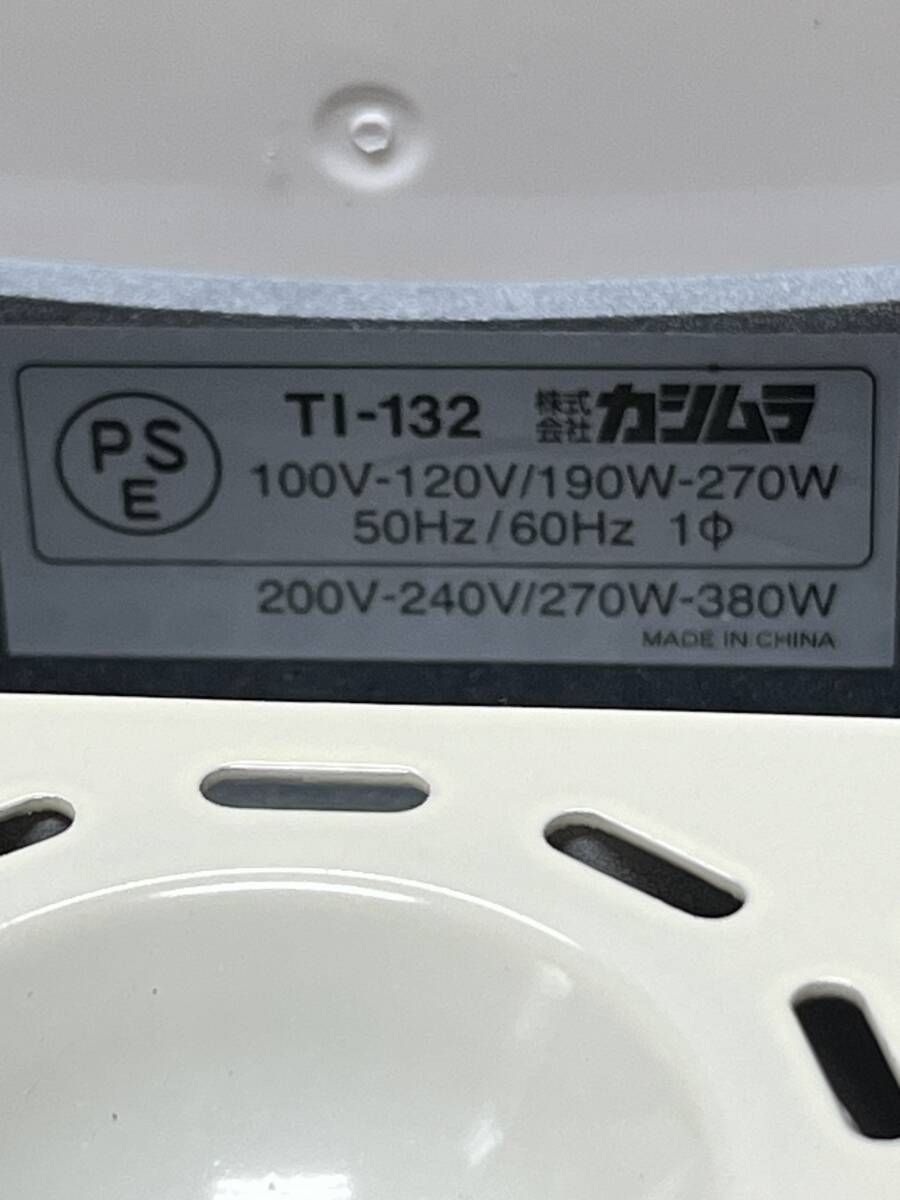 PS
E
TI-132 株式会社 カシムラ
100V-120V/190W-270W
50Hz/60Hz 1Φ
200V-240V/270W-380W
MADE IN CHINA